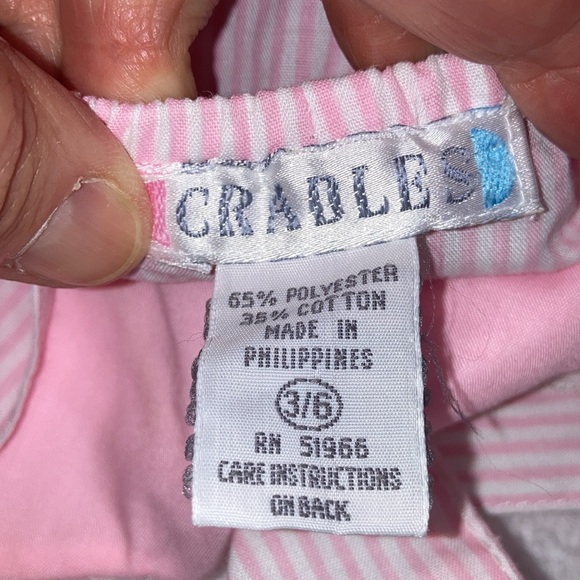 CRADLES
65% POLYESTER
35% COTTON
MADE IN
PHILIPPINES
3/6
RN 51966
CARE INSTRUCTIONS
ON BACK